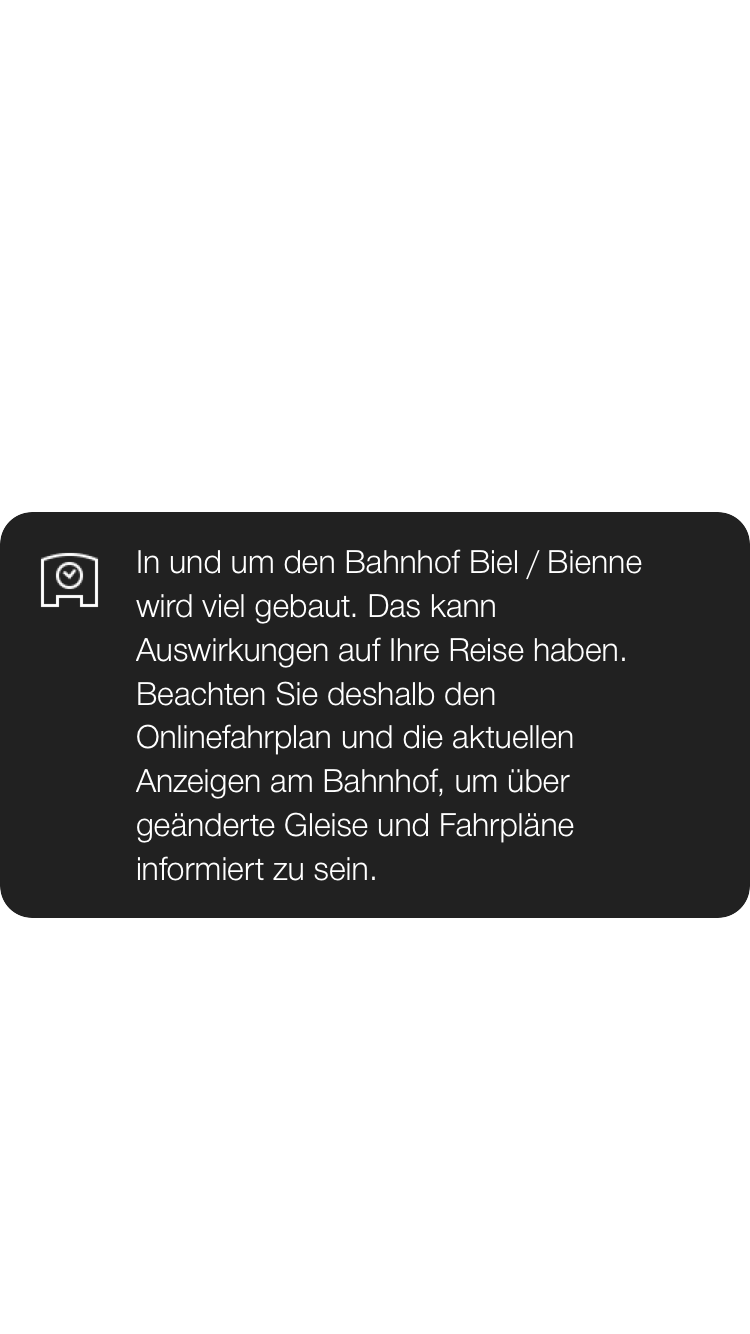 In und um den Bahnhof Biel / Bienne
wird viel gebaut. Das kann
Auswirkungen auf Ihre Reise haben.
Beachten Sie deshalb den
Onlinefahrplan und die aktuellen
Anzeigen am Bahnhof, um über
geänderte Gleise und Fahrpläne
informiert zu sein.